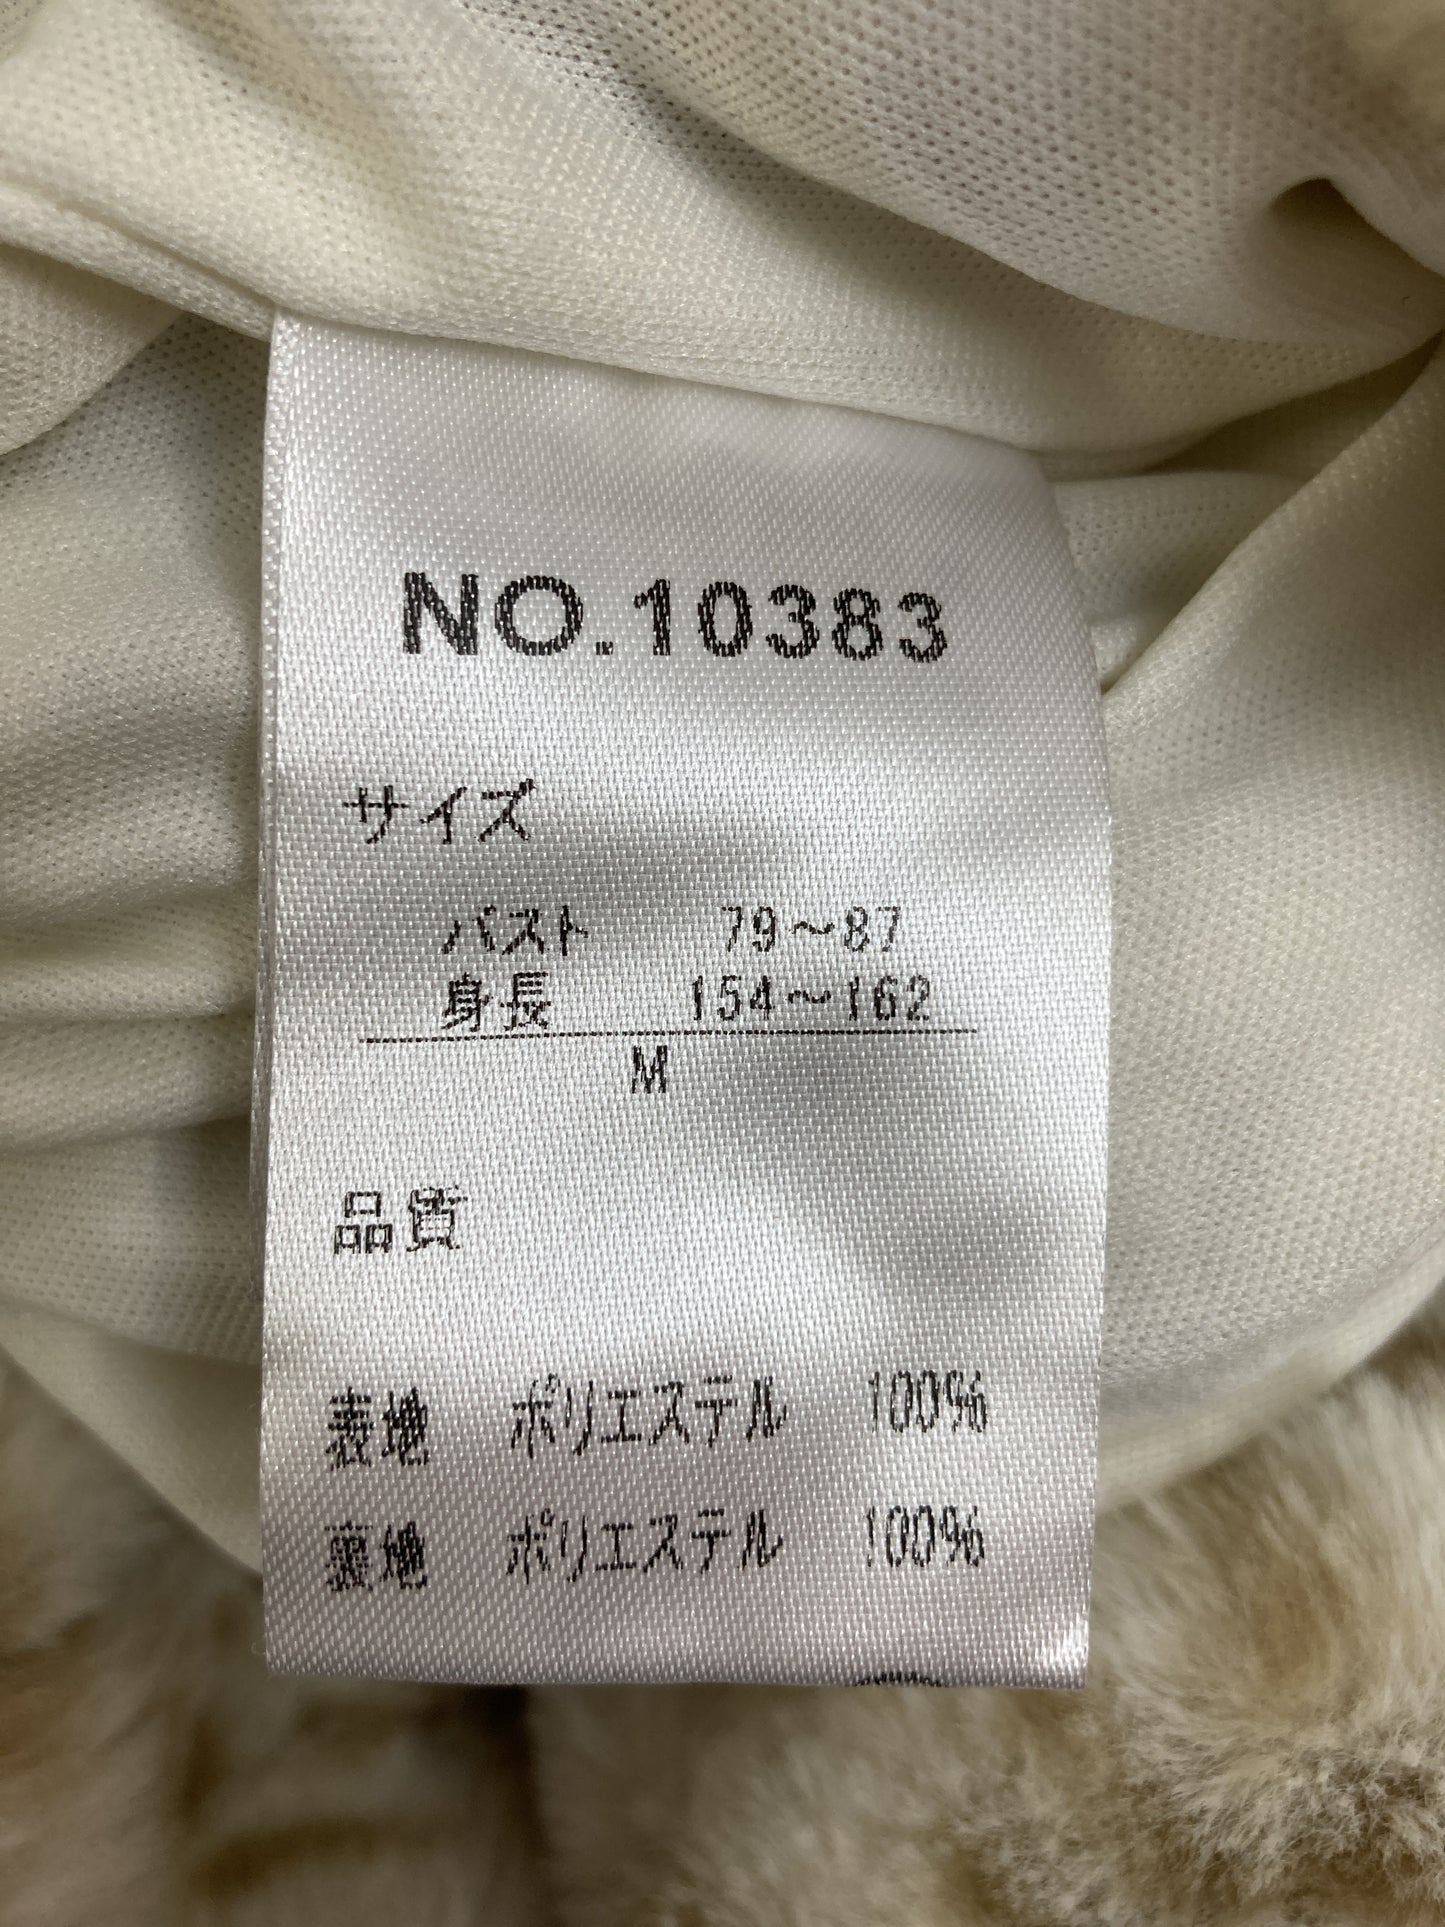 NO.10383
サイズ
バスト 79～87
身長 154～162
M
品質
表地 ポリエステル 100%
裏地 ポリエステル 100%